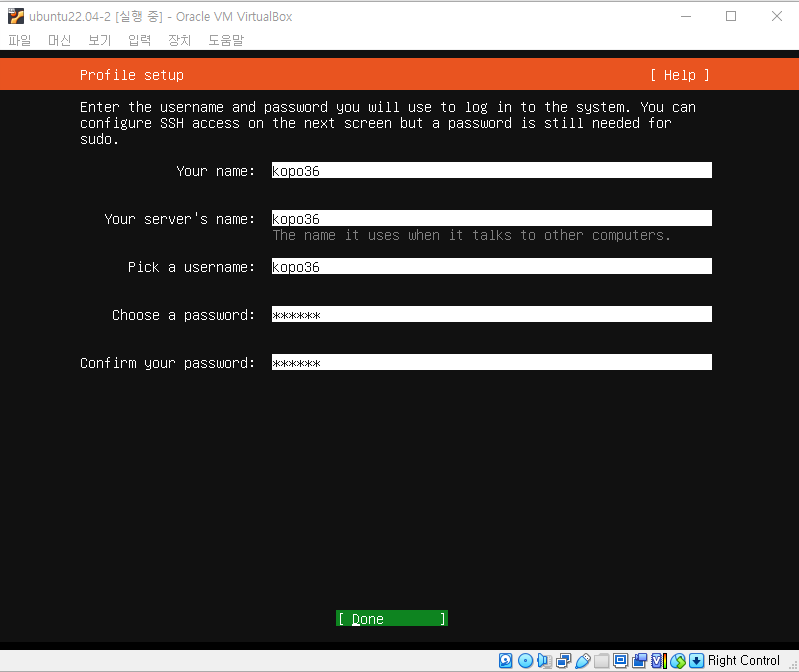 ubuntu22.04-2 [실행 중] - Oracle VM VirtualBox
파일 머신 보기 입력 장치 도움말
Profile setup [ Help ]
Enter the username and password you will use to log in to the system. You can
configure SSH access on the next screen but a password is still needed for
sudo.
Your name: kopo36
Your server's name: kopo36
The name it uses when it talks to other computers.
Pick a username: kopo36
Choose a password: ******
Confirm your password: ******
[ Done ]
Right Control